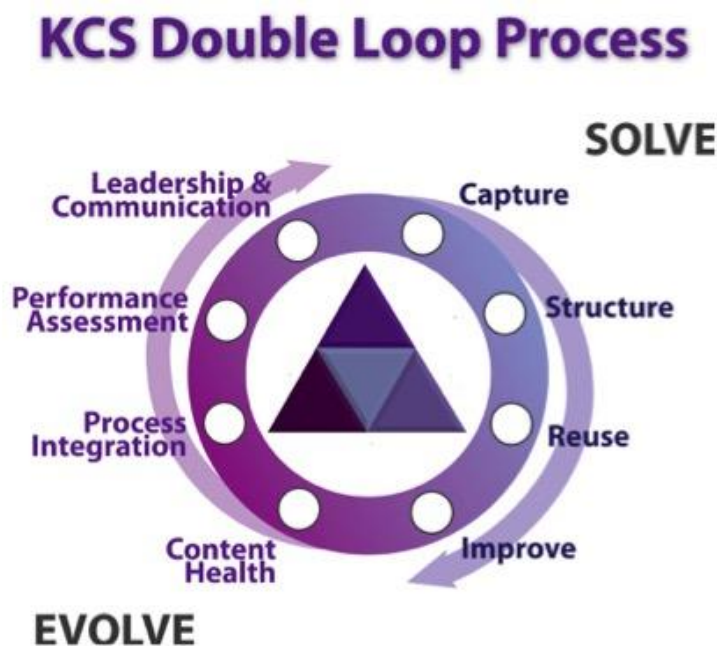 KCS Double Loop Process
SOLVE
Leadership &
Communication
Capture
Performance
Assessment
Structure
Process
Integration
Reuse
Content
Health
Improve
EVOLVE